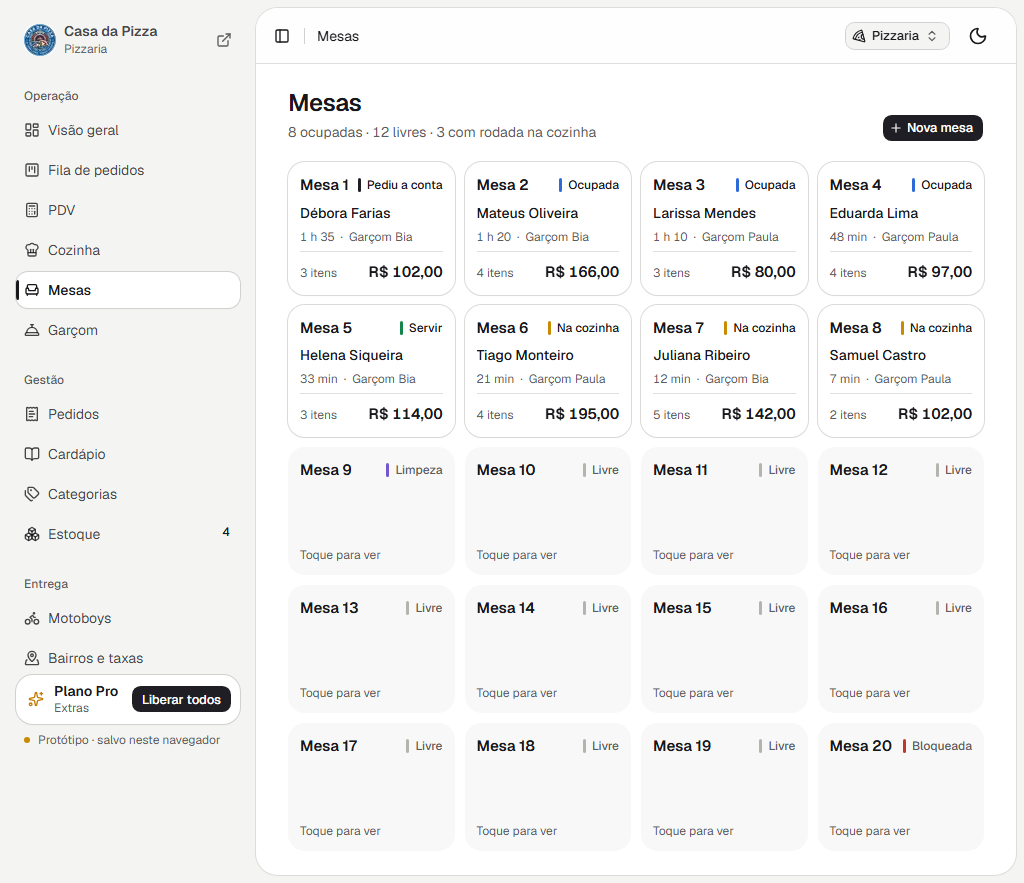 Casa da Pizza
Pizzaria
Operação
Visão geral
Fila de pedidos
PDV
Cozinha
Mesas
Garçom
Gestão
Pedidos
Cardápio
Categorias
Estoque 4
Entrega
Motoboys
Bairros e taxas
Plano Pro
Extras
Liberar todos
Protótipo · salvo neste navegador
Mesas
Pizzaria
Mesas
8 ocupadas · 12 livres · 3 com rodada na cozinha
+ Nova mesa
Mesa 1 Pediu a conta
Débora Farias
1 h 35 · Garçom Bia
3 itens R$ 102,00
Mesa 2 Ocupada
Mateus Oliveira
1 h 20 · Garçom Bia
4 itens R$ 166,00
Mesa 3 Ocupada
Larissa Mendes
1 h 10 · Garçom Paula
3 itens R$ 80,00
Mesa 4 Ocupada
Eduarda Lima
48 min · Garçom Paula
4 itens R$ 97,00
Mesa 5 Servir
Helena Siqueira
33 min · Garçom Bia
3 itens R$ 114,00
Mesa 6 Na cozinha
Tiago Monteiro
21 min · Garçom Paula
4 itens R$ 195,00
Mesa 7 Na cozinha
Juliana Ribeiro
12 min · Garçom Bia
5 itens R$ 142,00
Mesa 8 Na cozinha
Samuel Castro
7 min · Garçom Paula
2 itens R$ 102,00
Mesa 9 Limpeza
Toque para ver
Mesa 10 Livre
Toque para ver
Mesa 11 Livre
Toque para ver
Mesa 12 Livre
Toque para ver
Mesa 13 Livre
Toque para ver
Mesa 14 Livre
Toque para ver
Mesa 15 Livre
Toque para ver
Mesa 16 Livre
Toque para ver
Mesa 17 Livre
Toque para ver
Mesa 18 Livre
Toque para ver
Mesa 19 Livre
Toque para ver
Mesa 20 Bloqueada
Toque para ver